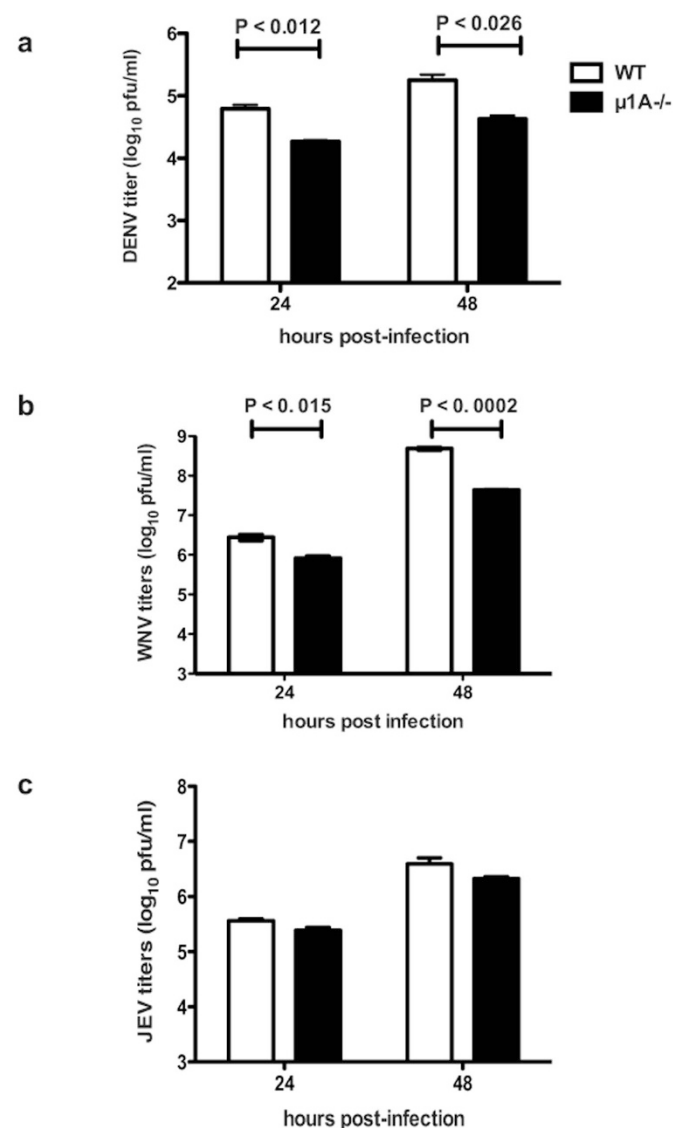 a
P < 0.012
P < 0.026
WT
µ1A-/-
DENV titer (log10 pfu/ml)
6
5
4
3
2
24
48
hours post-infection
b
P < 0. 015
P < 0. 0002
WNV titers (log10 pfu/ml)
9
8
7
6
5
4
3
24
48
hours post infection
c
JEV titers (log10 pfu/ml)
8
7
6
5
4
3
24
48
hours post-infection